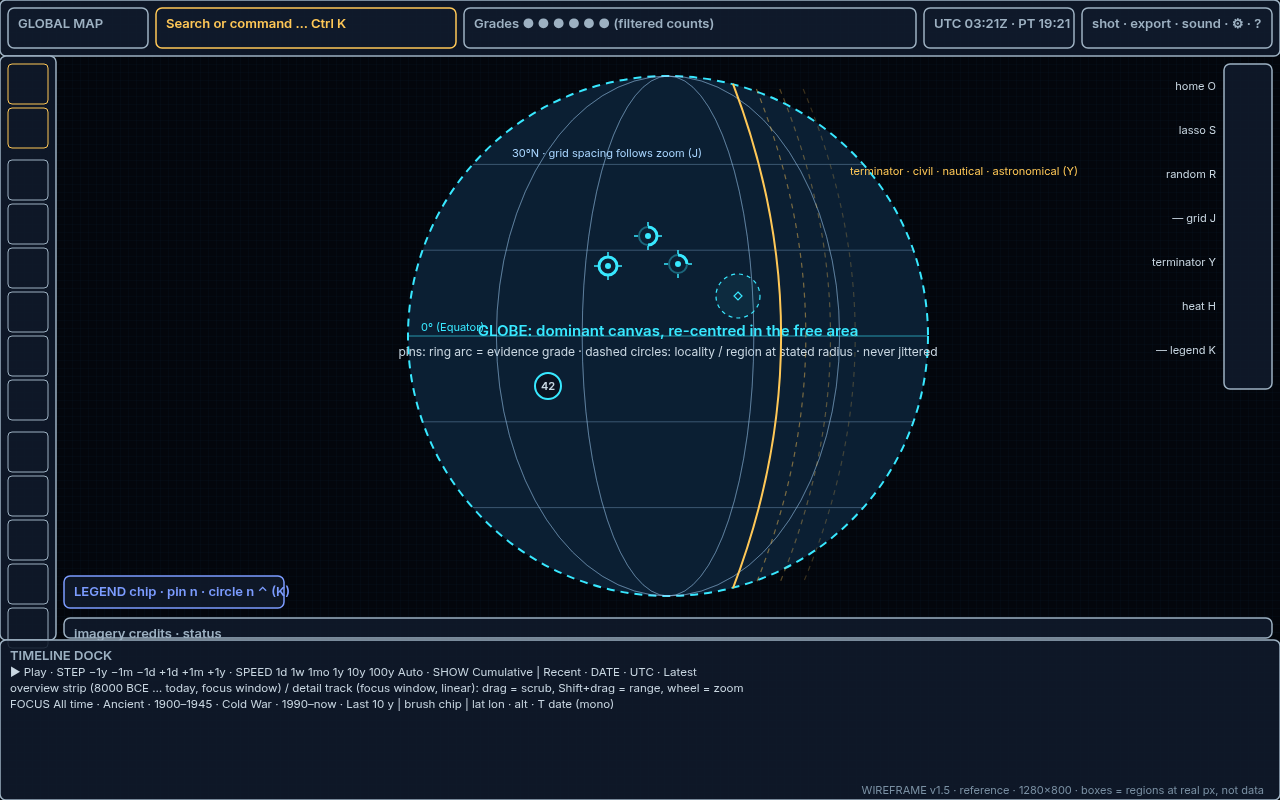 GLOBAL MAP
Search or command … Ctrl K
Grades ● ● ● ● ● ● (filtered counts)
UTC 03:21Z · PT 19:21
shot · export · sound · ⚙ · ?
home O
lasso S
random R
— grid J
terminator Y
heat H
— legend K
30°N · grid spacing follows zoom (J)
terminator · civil · nautical · astronomical (Y)
0° (Equator)
GLOBE: dominant canvas, re-centred in the free area
pins: ring arc = evidence grade · dashed circles: locality / region at stated radius · never jittered
42
LEGEND chip · pin n · circle n ^ (K)
imagery credits · status
TIMELINE DOCK
▶ Play · STEP −1y −1m −1d +1d +1m +1y · SPEED 1d 1w 1mo 1y 10y 100y Auto · SHOW Cumulative | Recent · DATE · UTC · Latest
overview strip (8000 BCE … today, focus window) / detail track (focus window, linear): drag = scrub, Shift+drag = range, wheel = zoom
FOCUS All time · Ancient · 1900–1945 · Cold War · 1990–now · Last 10 y | brush chip | lat lon · alt · T date (mono)
WIREFRAME v1.5 · reference · 1280×800 · boxes = regions at real px, not data